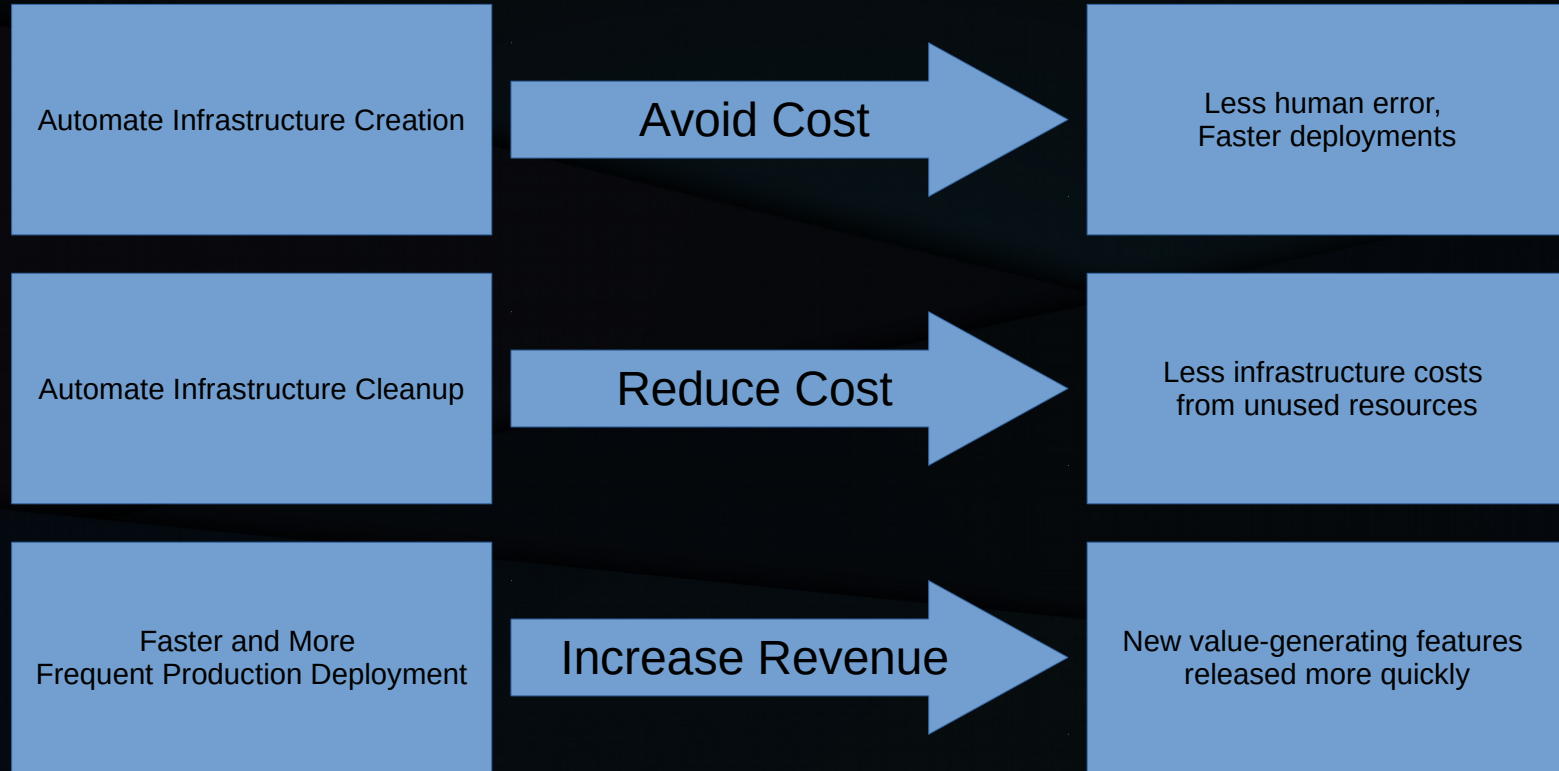 Automate Infrastructure Creation
Avoid Cost
Less human error,
Faster deployments
Automate Infrastructure Cleanup
Reduce Cost
Less infrastructure costs
from unused resources
Faster and More
Frequent Production Deployment
Increase Revenue
New value-generating features
released more quickly